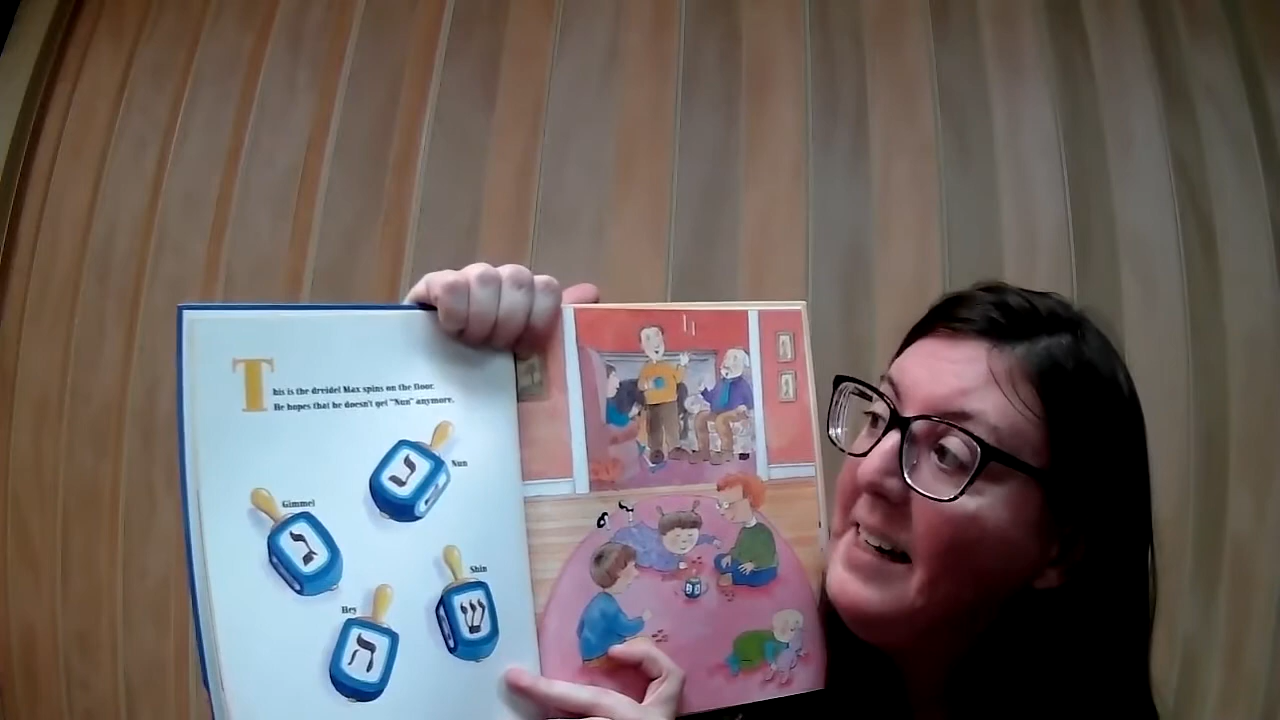 This is the dreidel Max spins on the floor.
He hopes that he doesn't get "Nun" anymore.
נ
Nun
Gimmel
ג
Shin
ש
Hey
ה